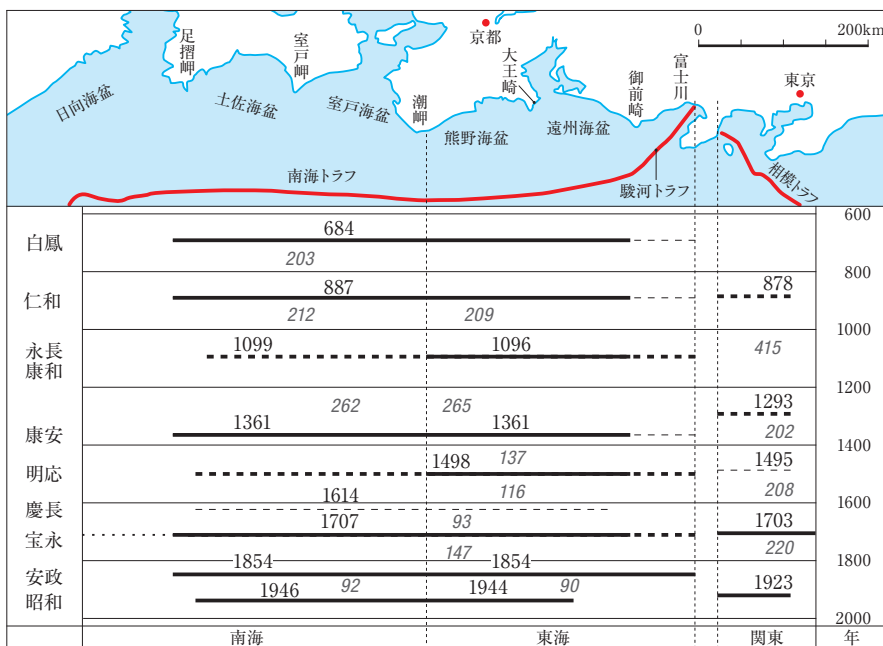 0 200km
足摺岬
室戸岬
京都
大王崎
御前崎
富士川
東京
日向海盆
土佐海盆
室戸海盆
潮岬
熊野海盆
遠州海盆
南海トラフ
駿河トラフ
相模トラフ
600
白鳳 684
203
800
仁和 887 878
212 209
1000
永長 1099 1096
康和 415
1200
262 265 1293
康安 1361 1361 202
1400
明応 1498 137 1495
116 208
慶長 1614 1600
宝永 1707 93 1703
147 220
1800
安政 1854 1854
昭和 1946 92 1944 90 1923
2000
南海 東海 関東 年